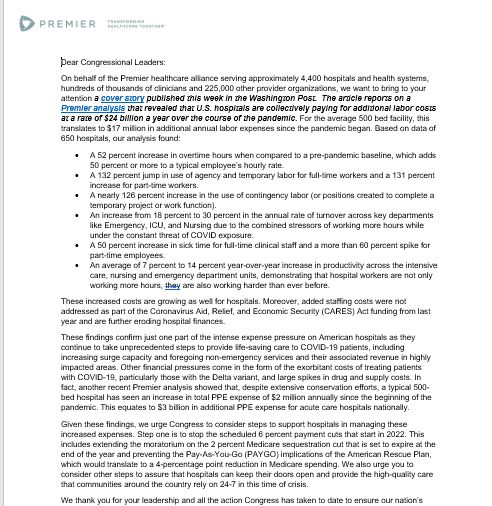 PREMIER
TRANSFORMING
HEALTHCARE TOGETHER
Dear Congressional Leaders:
On behalf of the Premier healthcare alliance serving approximately 4,400 hospitals and health systems,
hundreds of thousands of clinicians and 225,000 other provider organizations, we want to bring to your
attention a cover story published this week in the Washington Post. The article reports on a
Premier analysis that revealed that U.S. hospitals are collectively paying for additional labor costs
at a rate of $24 billion a year over the course of the pandemic. For the average 500 bed facility, this
translates to $17 million in additional annual labor expenses since the pandemic began. Based on data of
650 hospitals, our analysis found:
• A 52 percent increase in overtime hours when compared to a pre-pandemic baseline, which adds
50 percent or more to a typical employee's hourly rate.
• A 132 percent jump in use of agency and temporary labor for full-time workers and a 131 percent
increase for part-time workers.
• A nearly 126 percent increase in the use of contingency labor (or positions created to complete a
temporary project or work function).
• An increase from 18 percent to 30 percent in the annual rate of turnover across key departments
like Emergency, ICU, and Nursing due to the combined stressors of working more hours while
under the constant threat of COVID exposure.
• A 50 percent increase in sick time for full-time clinical staff and a more than 60 percent spike for
part-time employees.
• An average of 7 percent to 14 percent year-over-year increase in productivity across the intensive
care, nursing and emergency department units, demonstrating that hospital workers are not only
working more hours, they are also working harder than ever before.
These increased costs are growing as well for hospitals. Moreover, added staffing costs were not
addressed as part of the Coronavirus Aid, Relief, and Economic Security (CARES) Act funding from last
year and are further eroding hospital finances.
These findings confirm just one part of the intense pressure on American hospitals as they
continue to take unprecedented steps to provide life-saving care to COVID-19 patients, including
increasing surge capacity and foregoing non-emergency services and their associated revenue in highly
impacted areas. Other financial pressures come in the form of the exorbitant costs of treating patients
with COVID-19, particularly those with the Delta variant, and large spikes in drug and supply costs. In
fact, another recent Premier analysis showed that, despite extensive conservation efforts, a typical 500-
bed hospital has seen an increase in total PPE expense of $2 million annually since the beginning of the
pandemic. This equates to $3 billion in additional PPE expense for acute care hospitals nationally.
Given these findings, we urge Congress to consider steps to support hospitals in managing these
increased expenses. Step one is to stop the scheduled 6 percent payment cuts that start in 2022. This
includes extending the moratorium on the 2 percent Medicare sequestration cut that is set to expire at the
end of the year and preventing the Pay-As-You-Go (PAYGO) implications of the American Rescue Plan,
which would translate to a 4-percentage point reduction in Medicare spending. We also urge you to
consider other steps to assure that hospitals can keep their doors open and provide the high-quality care
that communities around the country rely on 24-7 in this time of crisis.
We thank you for your leadership and all the action Congress has taken to date to ensure our nation's